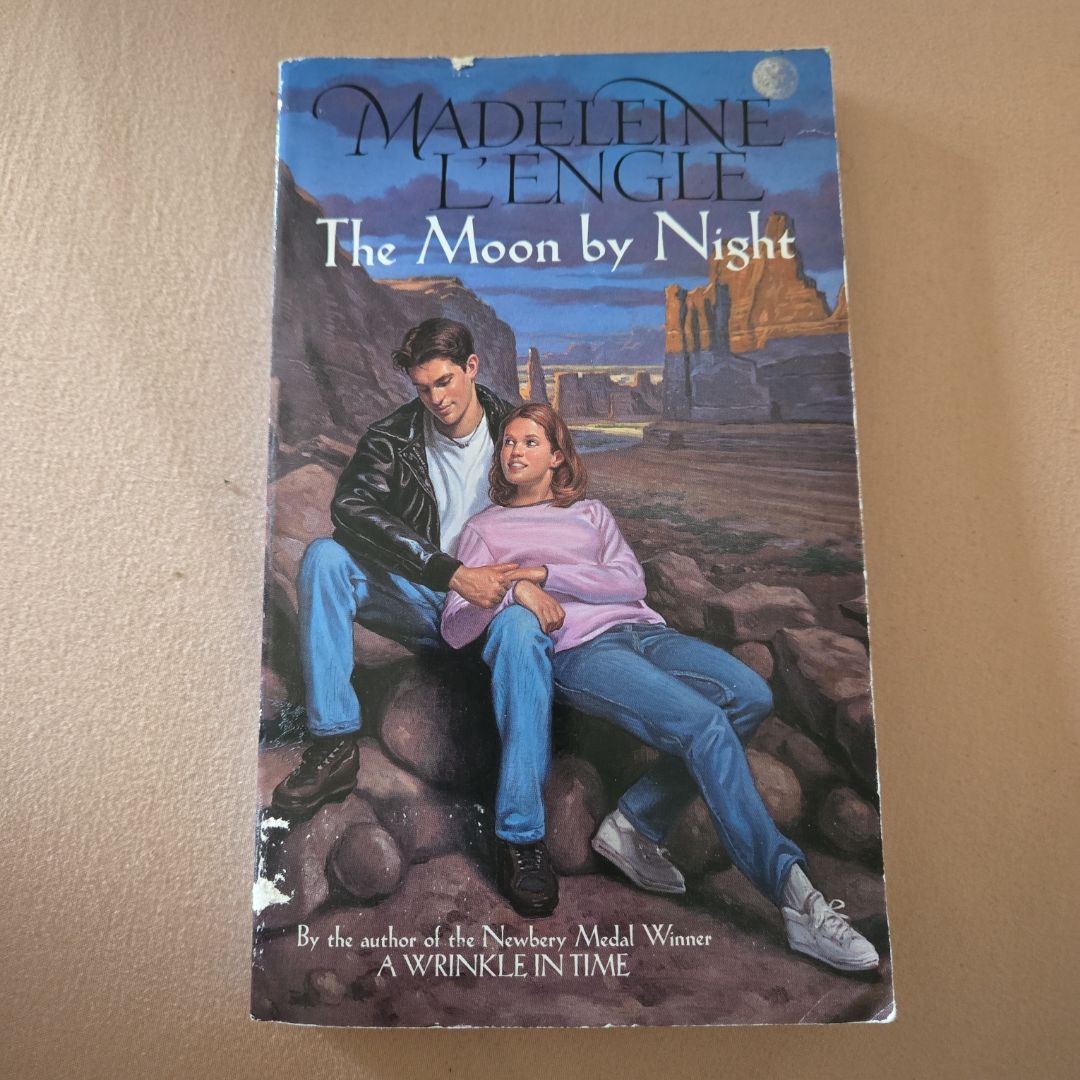 MADELEINE
L'ENGLE
The Moon by Night
By the author of the Newbery Medal Winner
A WRINKLE IN TIME